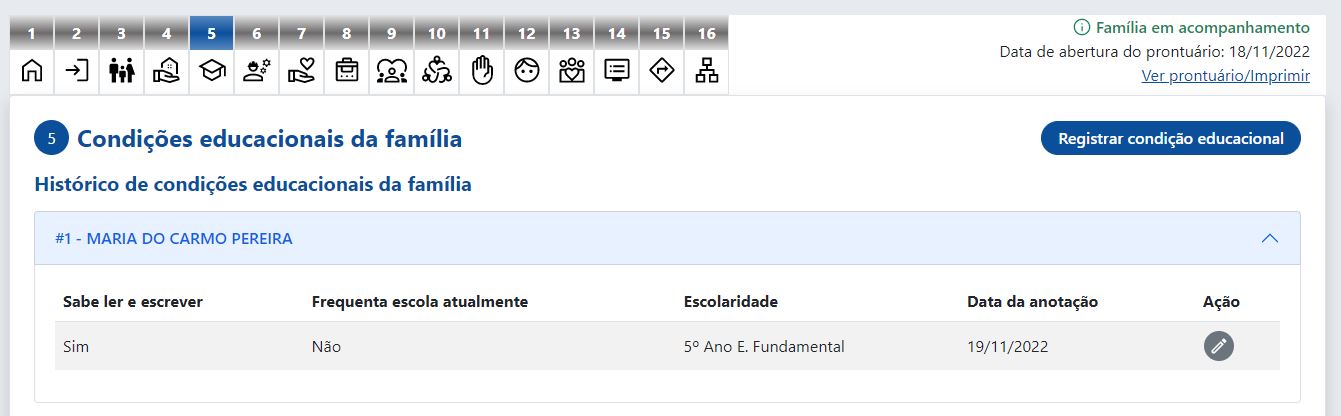 1 2 3 4 5 6 7 8 9 10 11 12 13 14 15 16
Família em acompanhamento
Data de abertura do prontuário: 18/11/2022
Ver prontuário/Imprimir
5 Condições educacionais da família
Registrar condição educacional
Histórico de condições educacionais da família
#1 - MARIA DO CARMO PEREIRA
Sabe ler e escrever Frequenta escola atualmente Escolaridade Data da anotação Ação
Sim Não 5º Ano E. Fundamental 19/11/2022